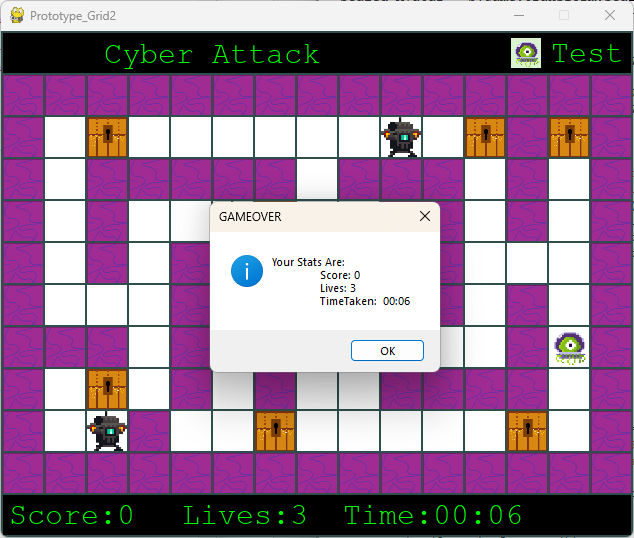 Prototype_Grid2
Cyber Attack
Test
GAMEOVER
Your Stats Are:
Score: 0
Lives: 3
TimeTaken: 00:06
OK
Score:0 Lives:3 Time:00:06